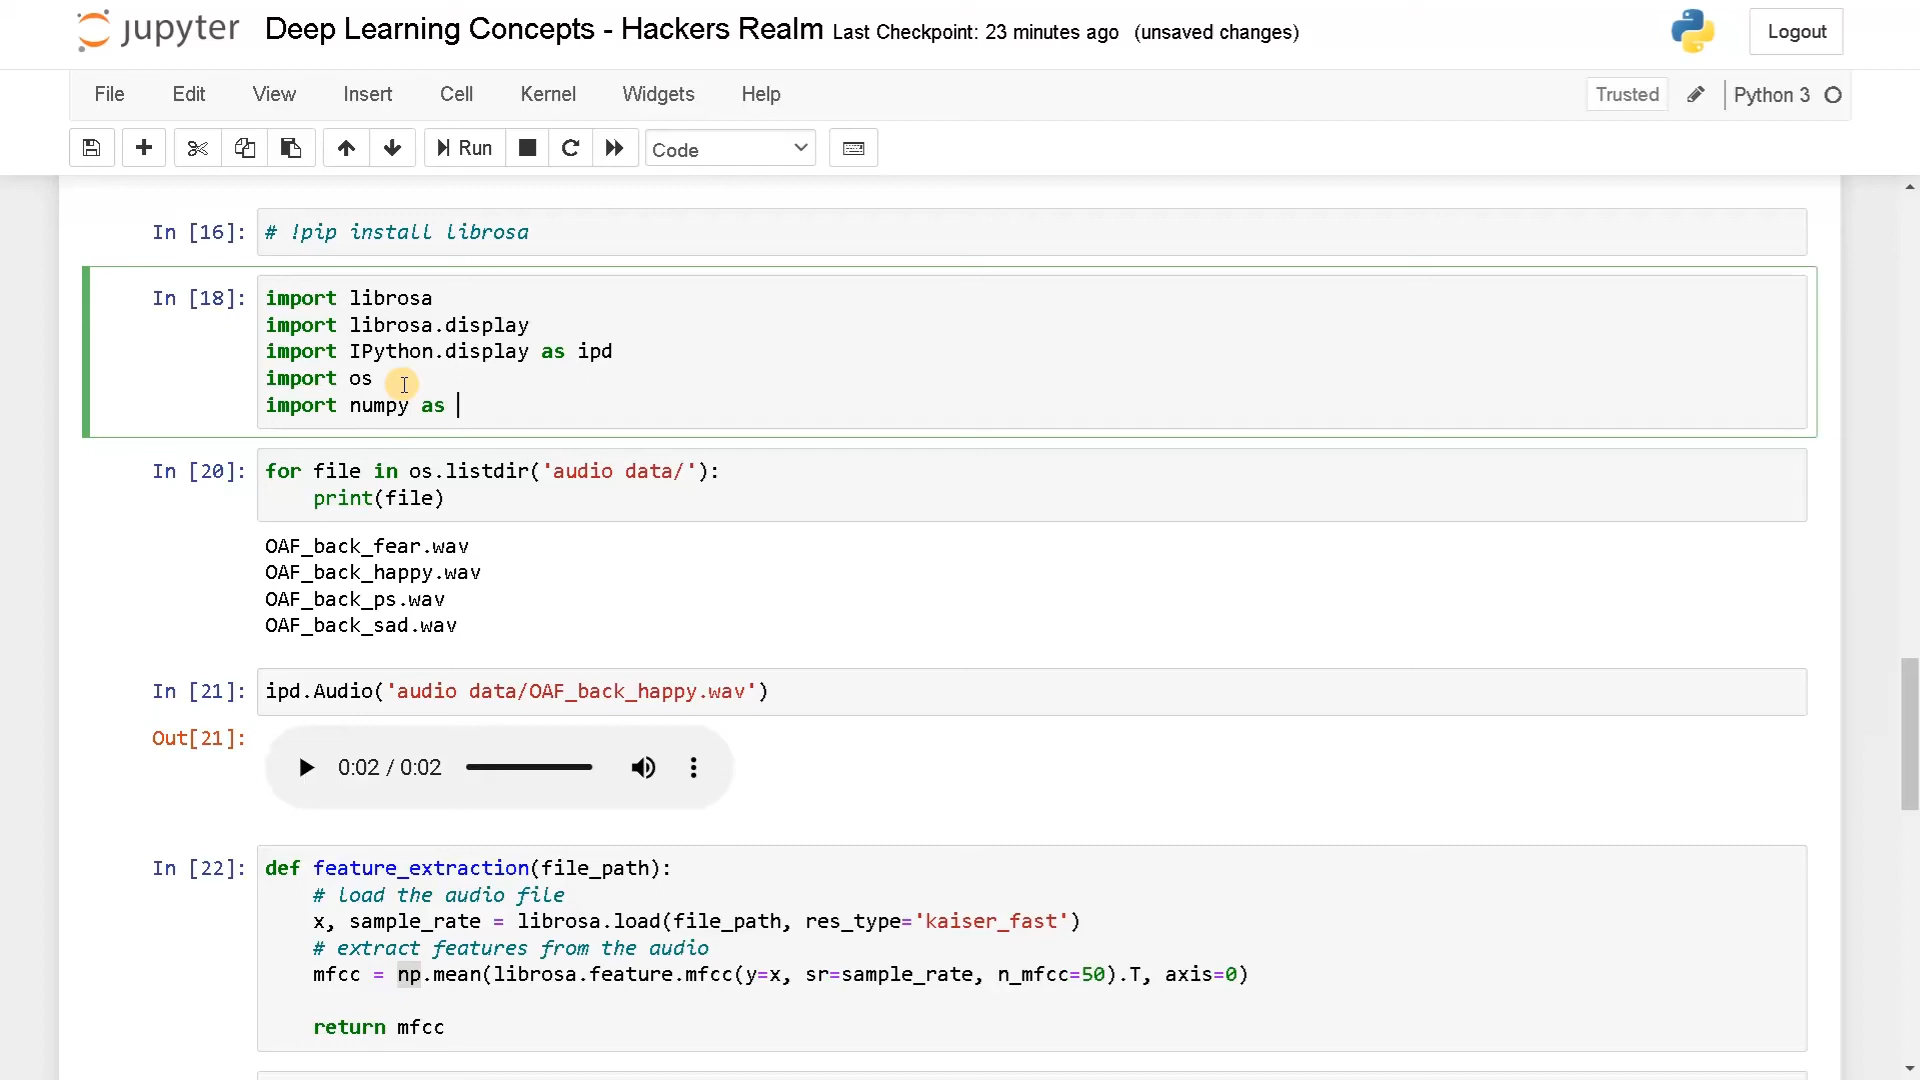 jupyter Deep Learning Concepts - Hackers Realm Last Checkpoint: 23 minutes ago (unsaved changes) Logout
File Edit View Insert Cell Kernel Widgets Help Trusted Python 3
Run Code
In [16]: # !pip install librosa
In [18]: import librosa
import librosa.display
import IPython.display as ipd
import os
import numpy as
In [20]: for file in os.listdir('audio data/'):
print(file)
OAF_back_fear.wav
OAF_back_happy.wav
OAF_back_ps.wav
OAF_back_sad.wav
In [21]: ipd.Audio('audio data/OAF_back_happy.wav')
Out[21]:
0:02 / 0:02
In [22]: def feature_extraction(file_path):
# load the audio file
x, sample_rate = librosa.load(file_path, res_type='kaiser_fast')
# extract features from the audio
mfcc = np.mean(librosa.feature.mfcc(y=x, sr=sample_rate, n_mfcc=50).T, axis=0)
return mfcc